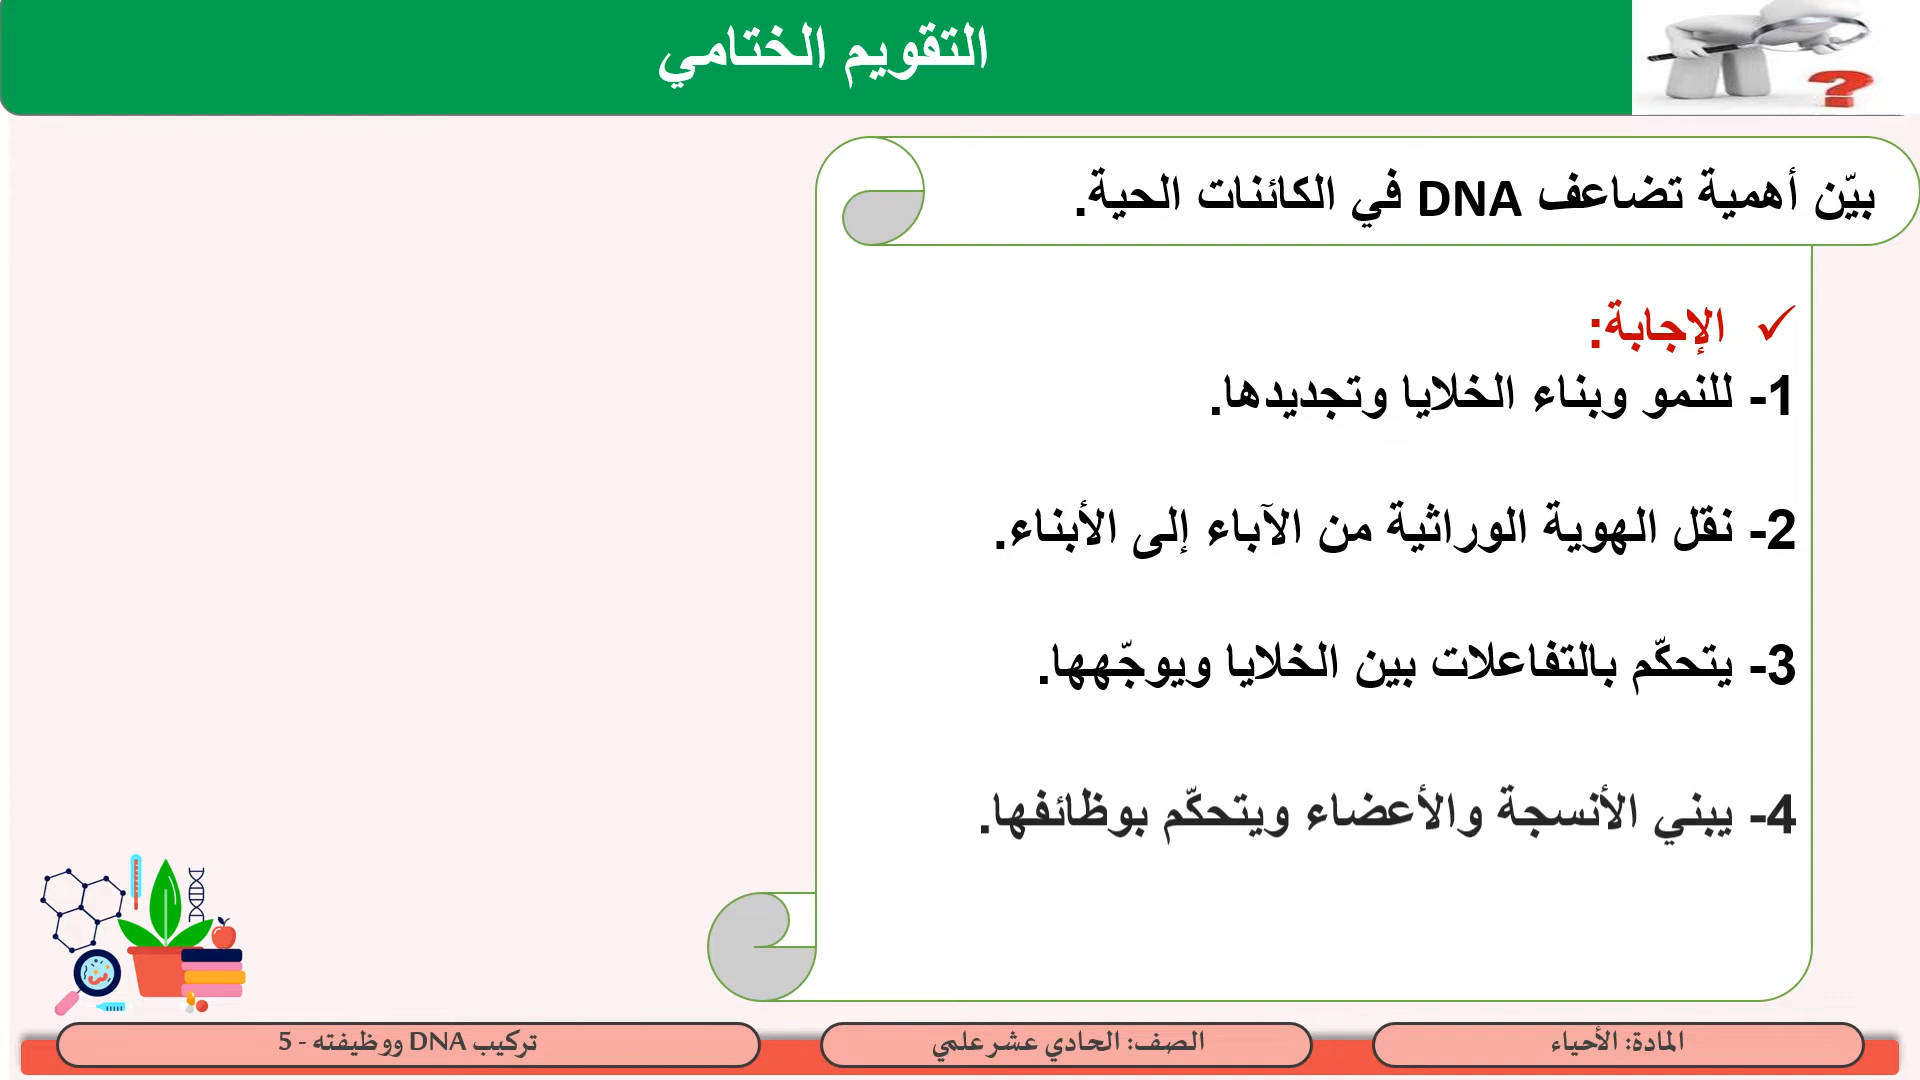 التقويم الختامي
بيّن أهمية تضاعف DNA في الكائنات الحية.
✓ الإجابة:
1- للنمو وبناء الخلايا وتجديدها.
2- نقل الهوية الوراثية من الآباء إلى الأبناء.
3- يتحكّم بالتفاعلات بين الخلايا ويوجّهها.
4- يبني الأنسجة والأعضاء ويتحكّم بوظائفها.
المادة: الأحياء
الصف: الحادي عشر علمي
تركيب DNA ووظيفته - 5